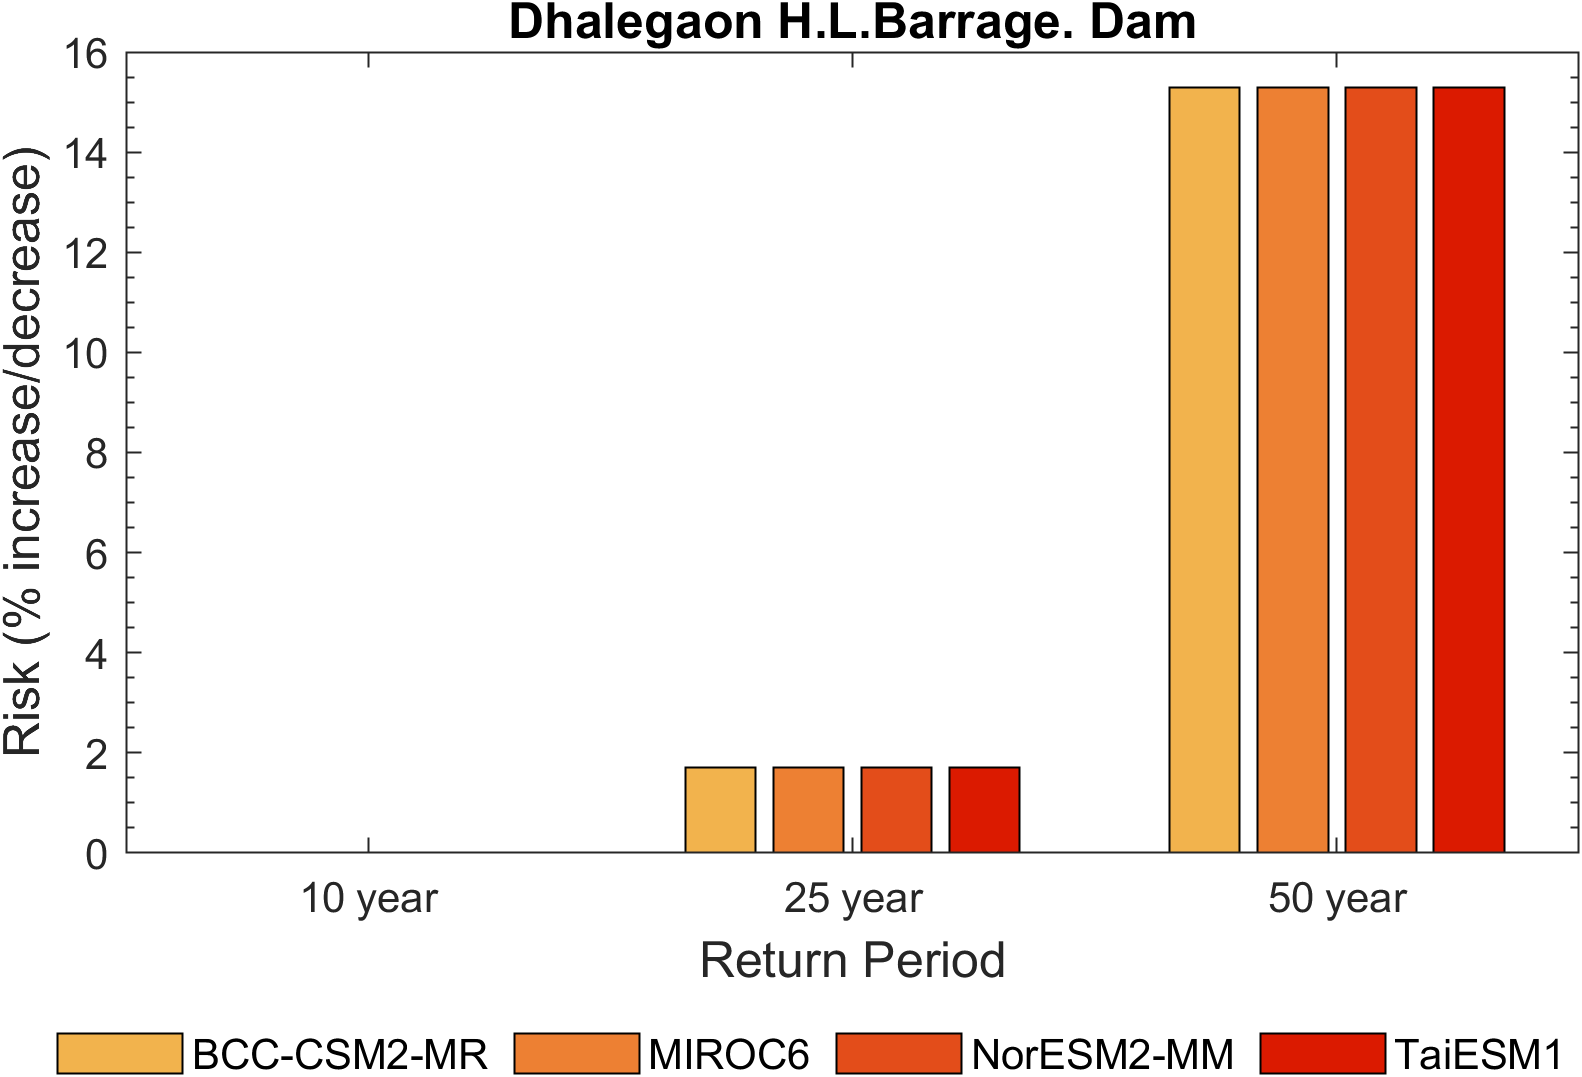 Dhalegaon H.L.Barrage. Dam
Risk (% increase/decrease)
16
14
12
10
8
6
4
2
0
10 year 25 year 50 year
Return Period
BCC-CSM2-MR MIROC6 NorESM2-MM TaiESM1